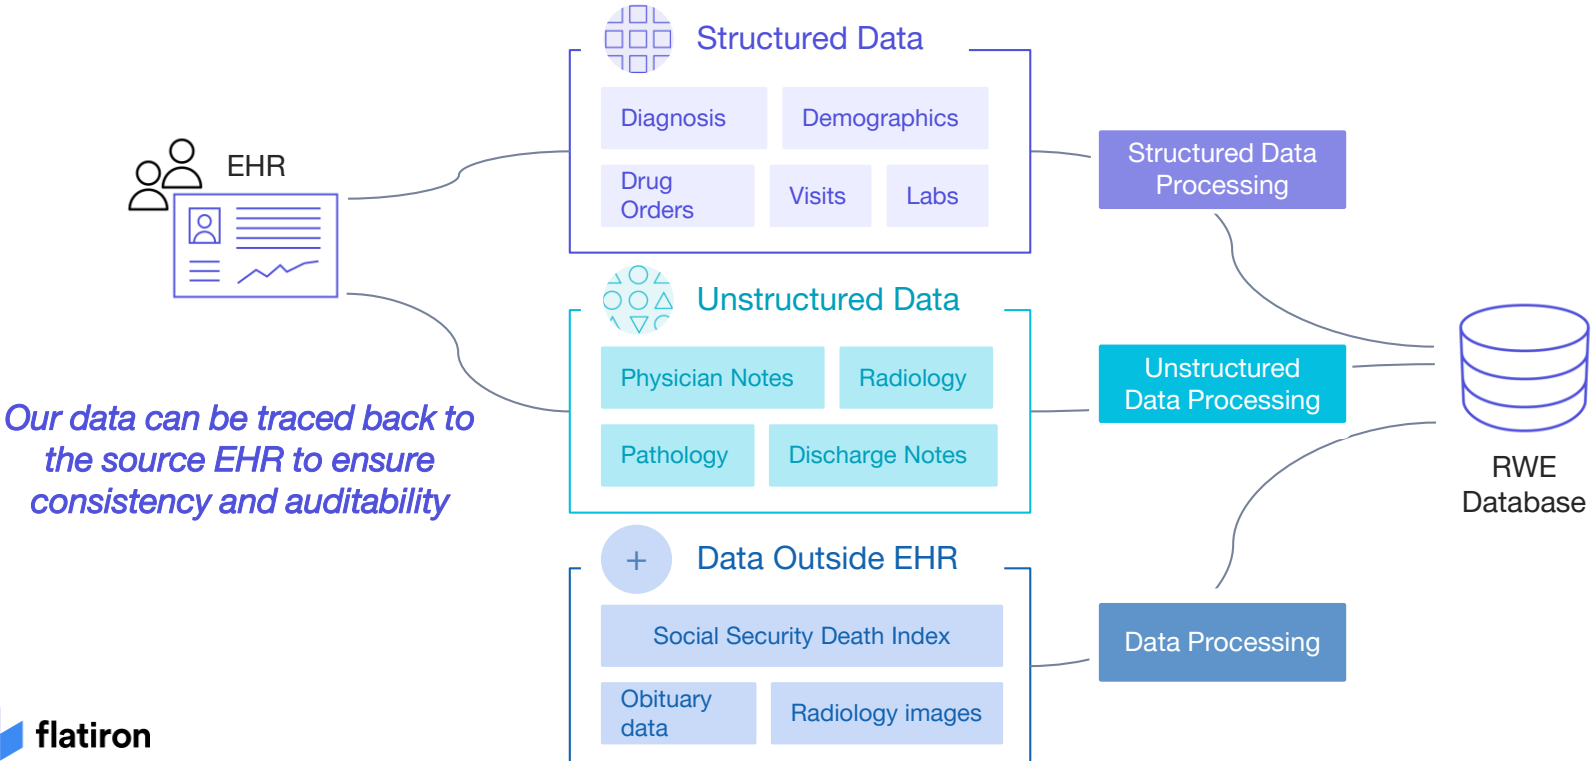 EHR
Our data can be traced back to
the source EHR to ensure
consistency and auditability
Structured Data
Diagnosis
Demographics
Drug
Orders
Visits
Labs
Unstructured Data
Physician Notes
Radiology
Pathology
Discharge Notes
+
Data Outside EHR
Social Security Death Index
Obituary
data
Radiology images
Structured Data
Processing
Unstructured
Data Processing
Data Processing
RWE
Database
flatiron